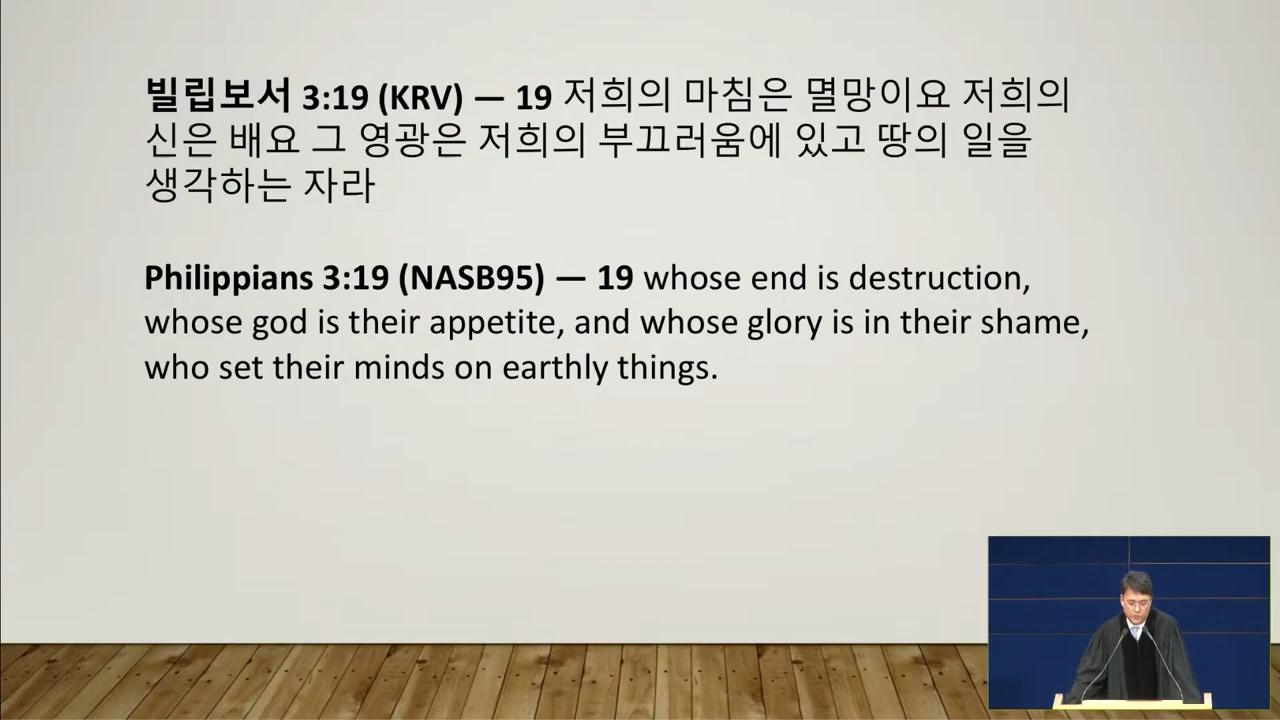 빌립보서 3:19 (KRV) — 19 저희의 마침은 멸망이요 저희의
신은 배요 그 영광은 저희의 부끄러움에 있고 땅의 일을
생각하는 자라
Philippians 3:19 (NASB95) — 19 whose end is destruction,
whose god is their appetite, and whose glory is in their shame,
who set their minds on earthly things.